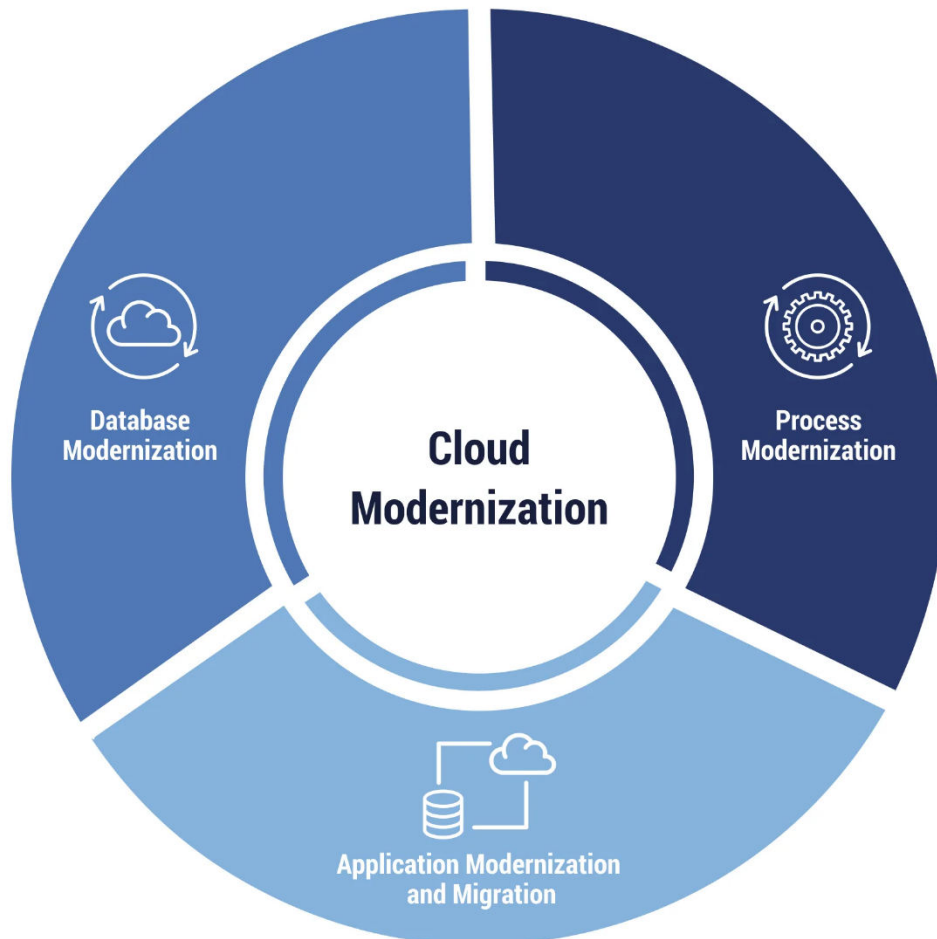 Database
Modernization
Process
Modernization
Cloud
Modernization
Application Modernization
and Migration